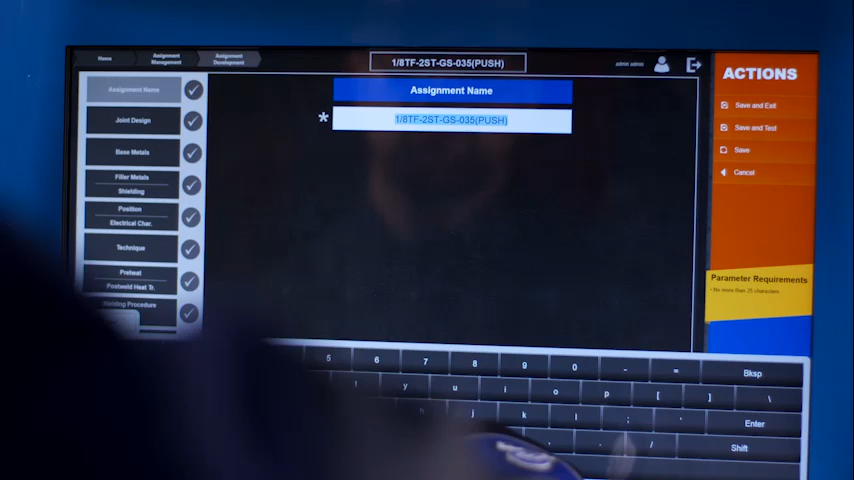 Home
Assignment
Management
Assignment
Development
1/8TF-2ST-GS-035(PUSH)
admin admin
ACTIONS
Save and Exit
Save and Test
Save
Cancel
Assignment Name
Joint Design
Base Metals
Filler Metals
Shielding
Position
Electrical Char.
Technique
Preheat
Postweld Heat Tr.
Welding Procedure
Assignment Name
* 1/8TF-2ST-GS-035(PUSH)
Parameter Requirements
* No more than 25 characters
5 6 7 8 9 0 - = Bksp
t y u i o p [ ] \
h j k l ; ' Enter
, . / Shift